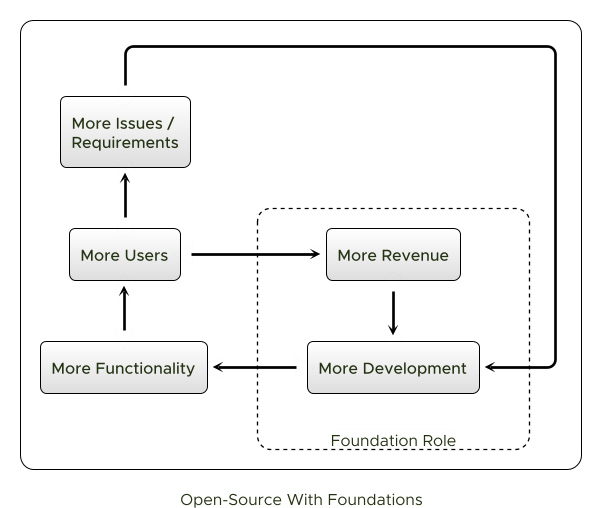 More Issues /
Requirements
More Users
More Revenue
More Functionality
More Development
Foundation Role
Open-Source With Foundations